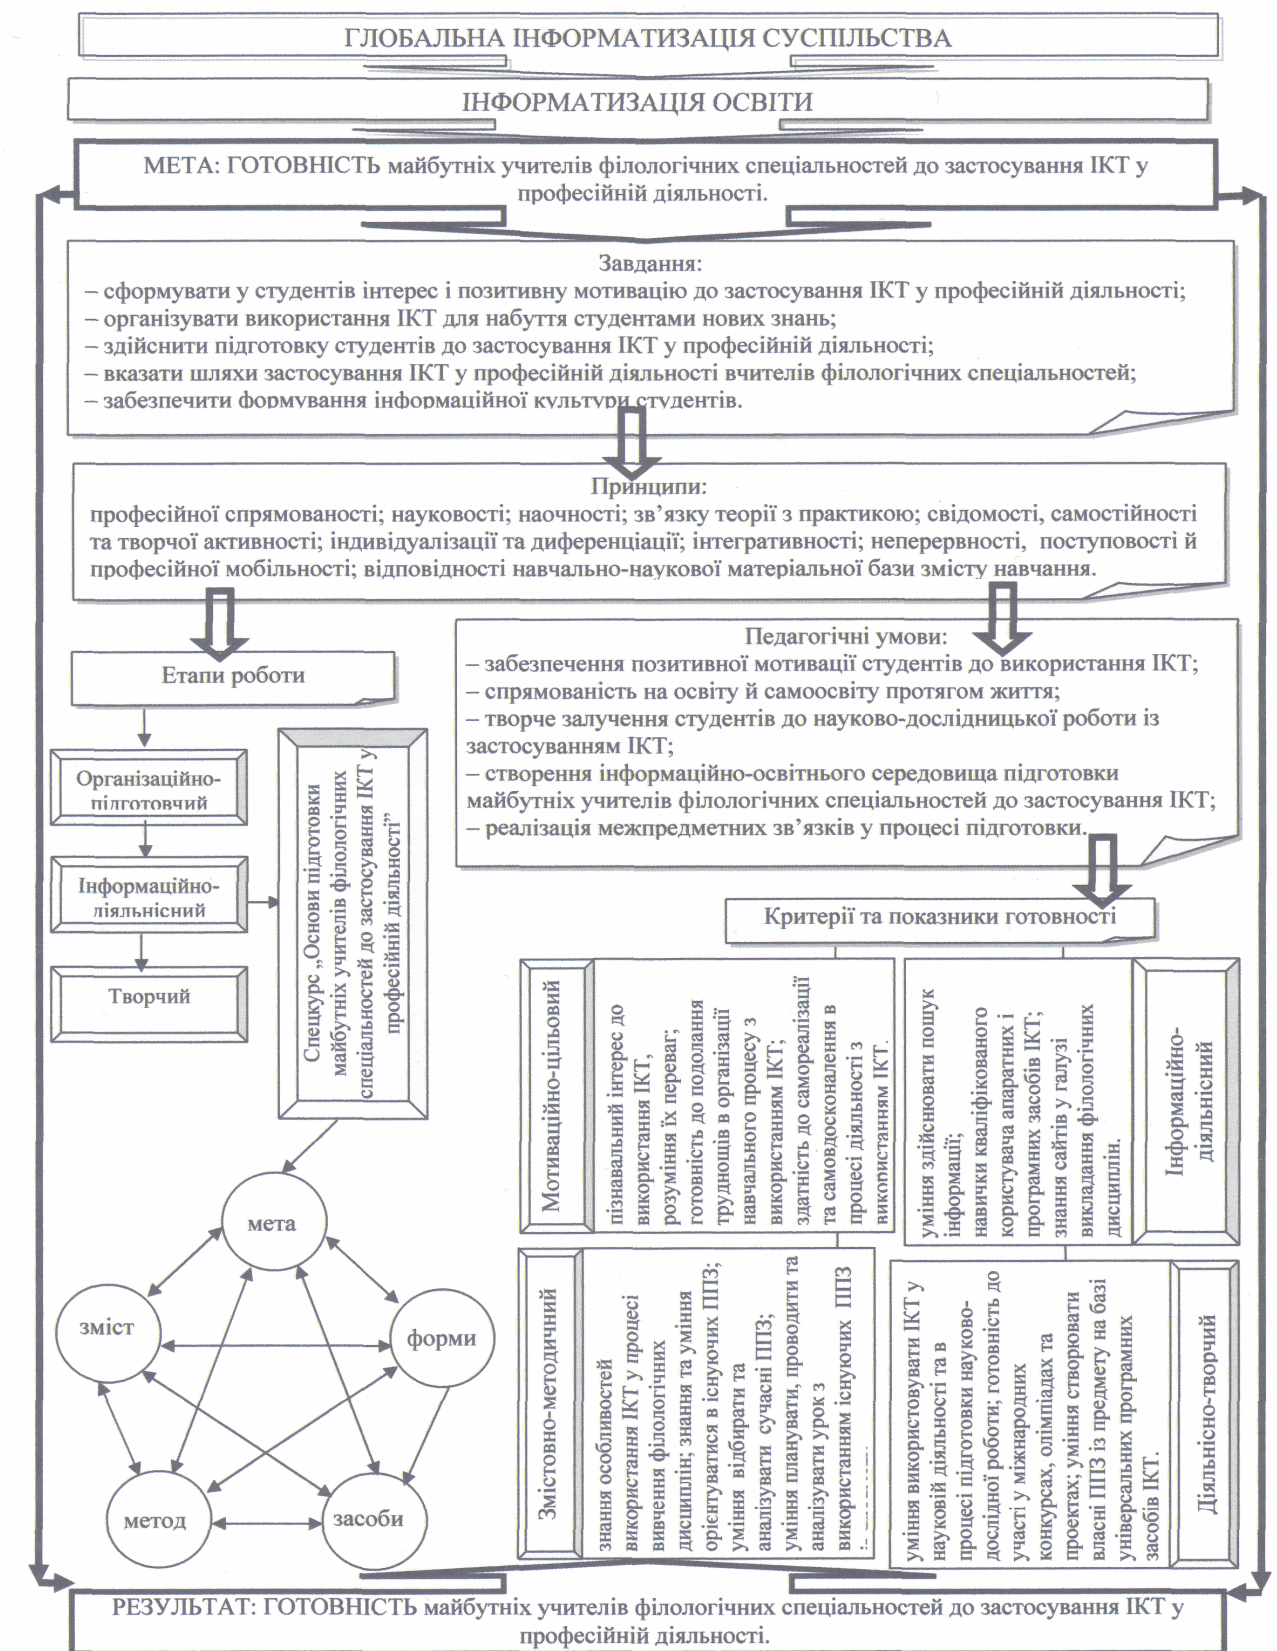 ГЛОБАЛЬНА ІНФОРМАТИЗАЦІЯ СУСПІЛЬСТВА
ІНФОРМАТИЗАЦІЯ ОСВІТИ
МЕТА: ГОТОВНІСТЬ майбутніх учителів філологічних спеціальностей до застосування ІКТ у
професійній діяльності.
Завдання:
– сформувати у студентів інтерес і позитивну мотивацію до застосування ІКТ у професійній діяльності;
– організувати використання ІКТ для набуття студентами нових знань;
– здійснити підготовку студентів до застосування ІКТ у професійній діяльності;
– вказати шляхи застосування ІКТ у професійній діяльності вчителів філологічних спеціальностей;
– забезпечити формування інформаційної культури студентів.
Принципи:
професійної спрямованості; науковості; наочності; зв’язку теорії з практикою; свідомості, самостійності
та творчої активності; індивідуалізації та диференціації; інтегративності; неперервності, поступовості й
професійної мобільності; відповідності навчально-наукової матеріальної бази змісту навчання.
Етапи роботи
Організаційно-
підготовчий
Інформаційно-
діяльнісний
Творчий
Спецкурс „Основи підготовки
майбутніх учителів філологічних
спеціальностей до застосування ІКТ у
професійній діяльності”
Педагогічні умови:
– забезпечення позитивної мотивації студентів до використання ІКТ;
– спрямованість на освіту й самоосвіту протягом життя;
– творче залучення студентів до науково-дослідницької роботи із
застосуванням ІКТ;
– створення інформаційно-освітнього середовища підготовки
майбутніх учителів філологічних спеціальностей до застосування ІКТ;
– реалізація межпредметних зв’язків у процесі підготовки.
Критерії та показники готовності
Мотиваційно-цільовий
пізнавальний інтерес до
використання ІКТ,
розуміння їх переваг;
готовність до подолання
труднощів в організації
навчального процесу з
використанням ІКТ;
здатність до самореалізації
та самовдосконалення в
процесі діяльності з
використанням ІКТ.
уміння здійснювати пошук
інформації;
навички кваліфікованого
користувача апаратних і
програмних засобів ІКТ;
знання сайтів у галузі
викладання філологічних
дисциплін.
Інформаційно-
діяльнісний
Змістовно-методичний
знання особливостей
використання ІКТ у процесі
вивчення філологічних
дисциплін; знання та уміння
орієнтуватися в існуючих ППЗ;
уміння відбирати та
аналізувати сучасні ППЗ;
уміння планувати, проводити та
аналізувати урок з
використанням існуючих ППЗ
уміння використовувати ІКТ у
науковій діяльності та в
процесі підготовки науково-
дослідної роботи; готовність до
участі у міжнародних
конкурсах, олімпіадах та
проектах; уміння створювати
власні ППЗ із предмету на базі
універсальних програмних
засобів ІКТ.
Діяльнісно-творчий
мета
зміст
форми
метод
засоби
РЕЗУЛЬТАТ: ГОТОВНІСТЬ майбутніх учителів філологічних спеціальностей до застосування ІКТ у
професійній діяльності.